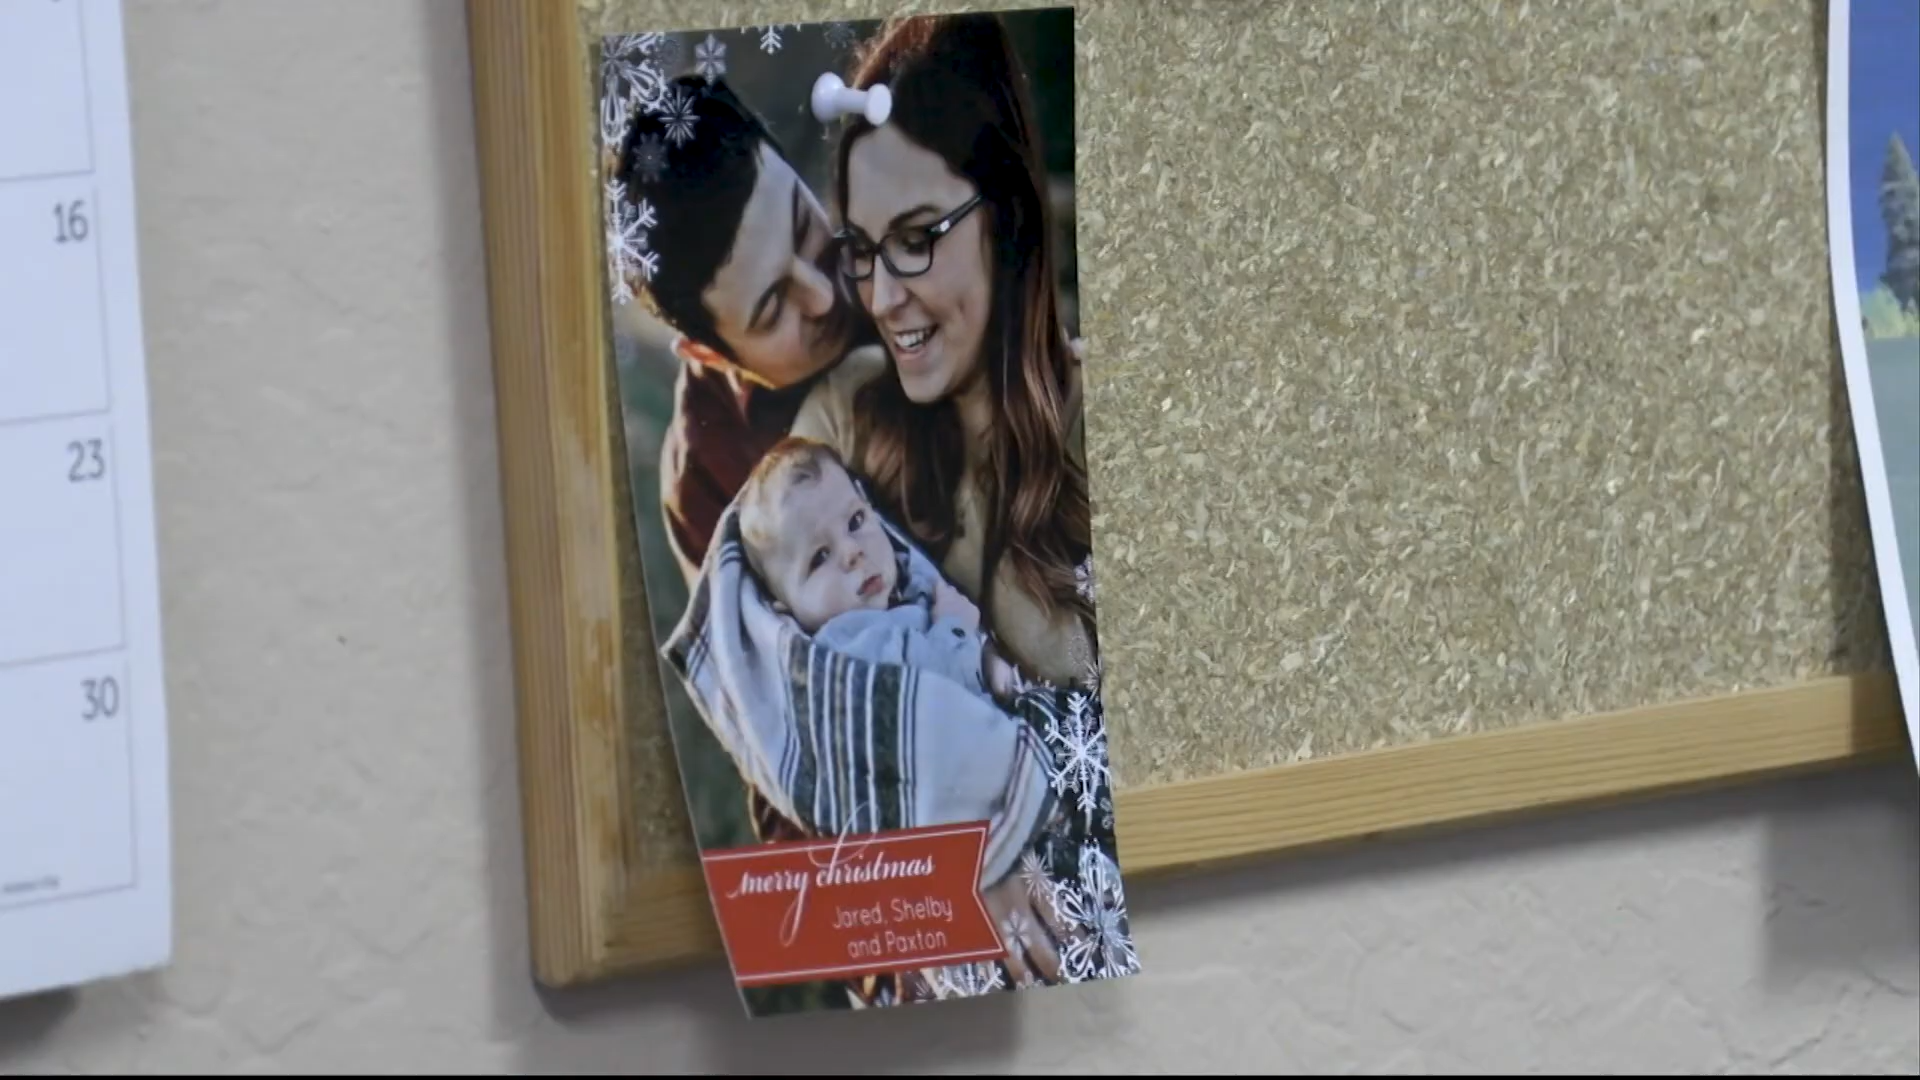 16
23
30
merry christmas
Jared, Shelby
and Paxton